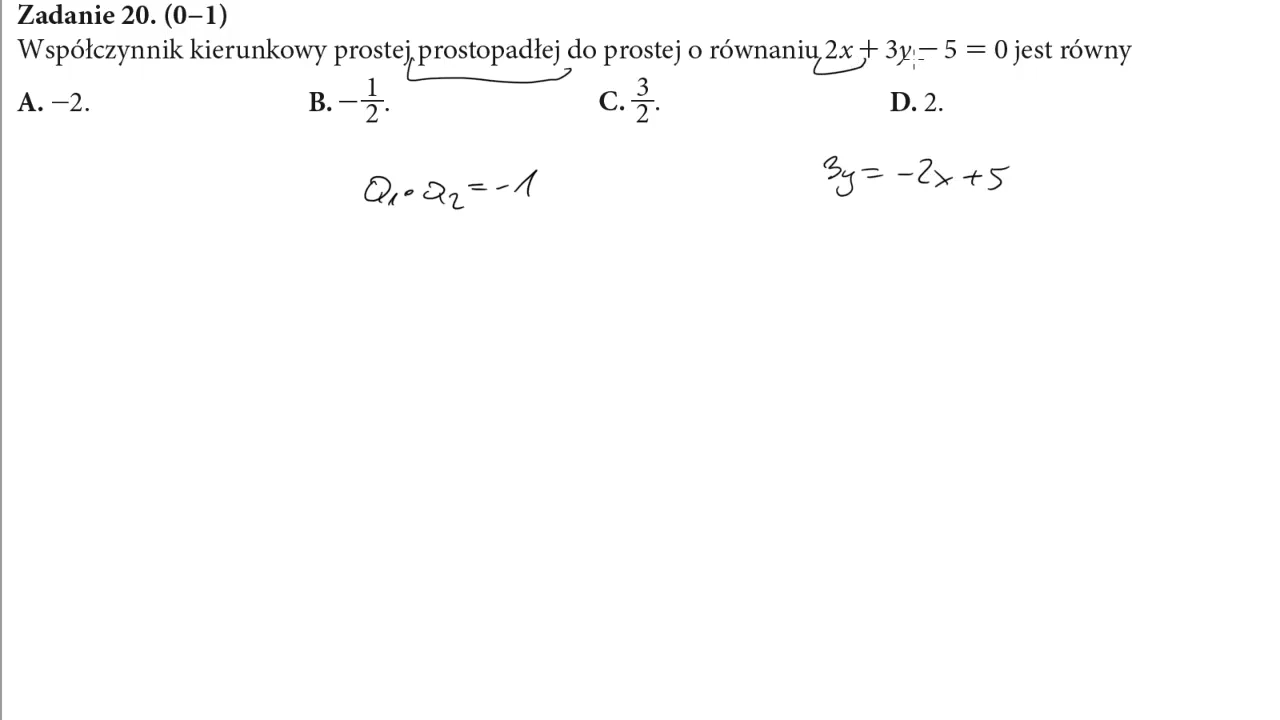 Zadanie 20. (0–1)
Współczynnik kierunkowy prostej prostopadłej do prostej o równaniu 2x + 3y − 5 = 0 jest równy
A. −2. B. −1/2. C. 3/2. D. 2.
a₁ · a₂ = −1 3y = −2x + 5